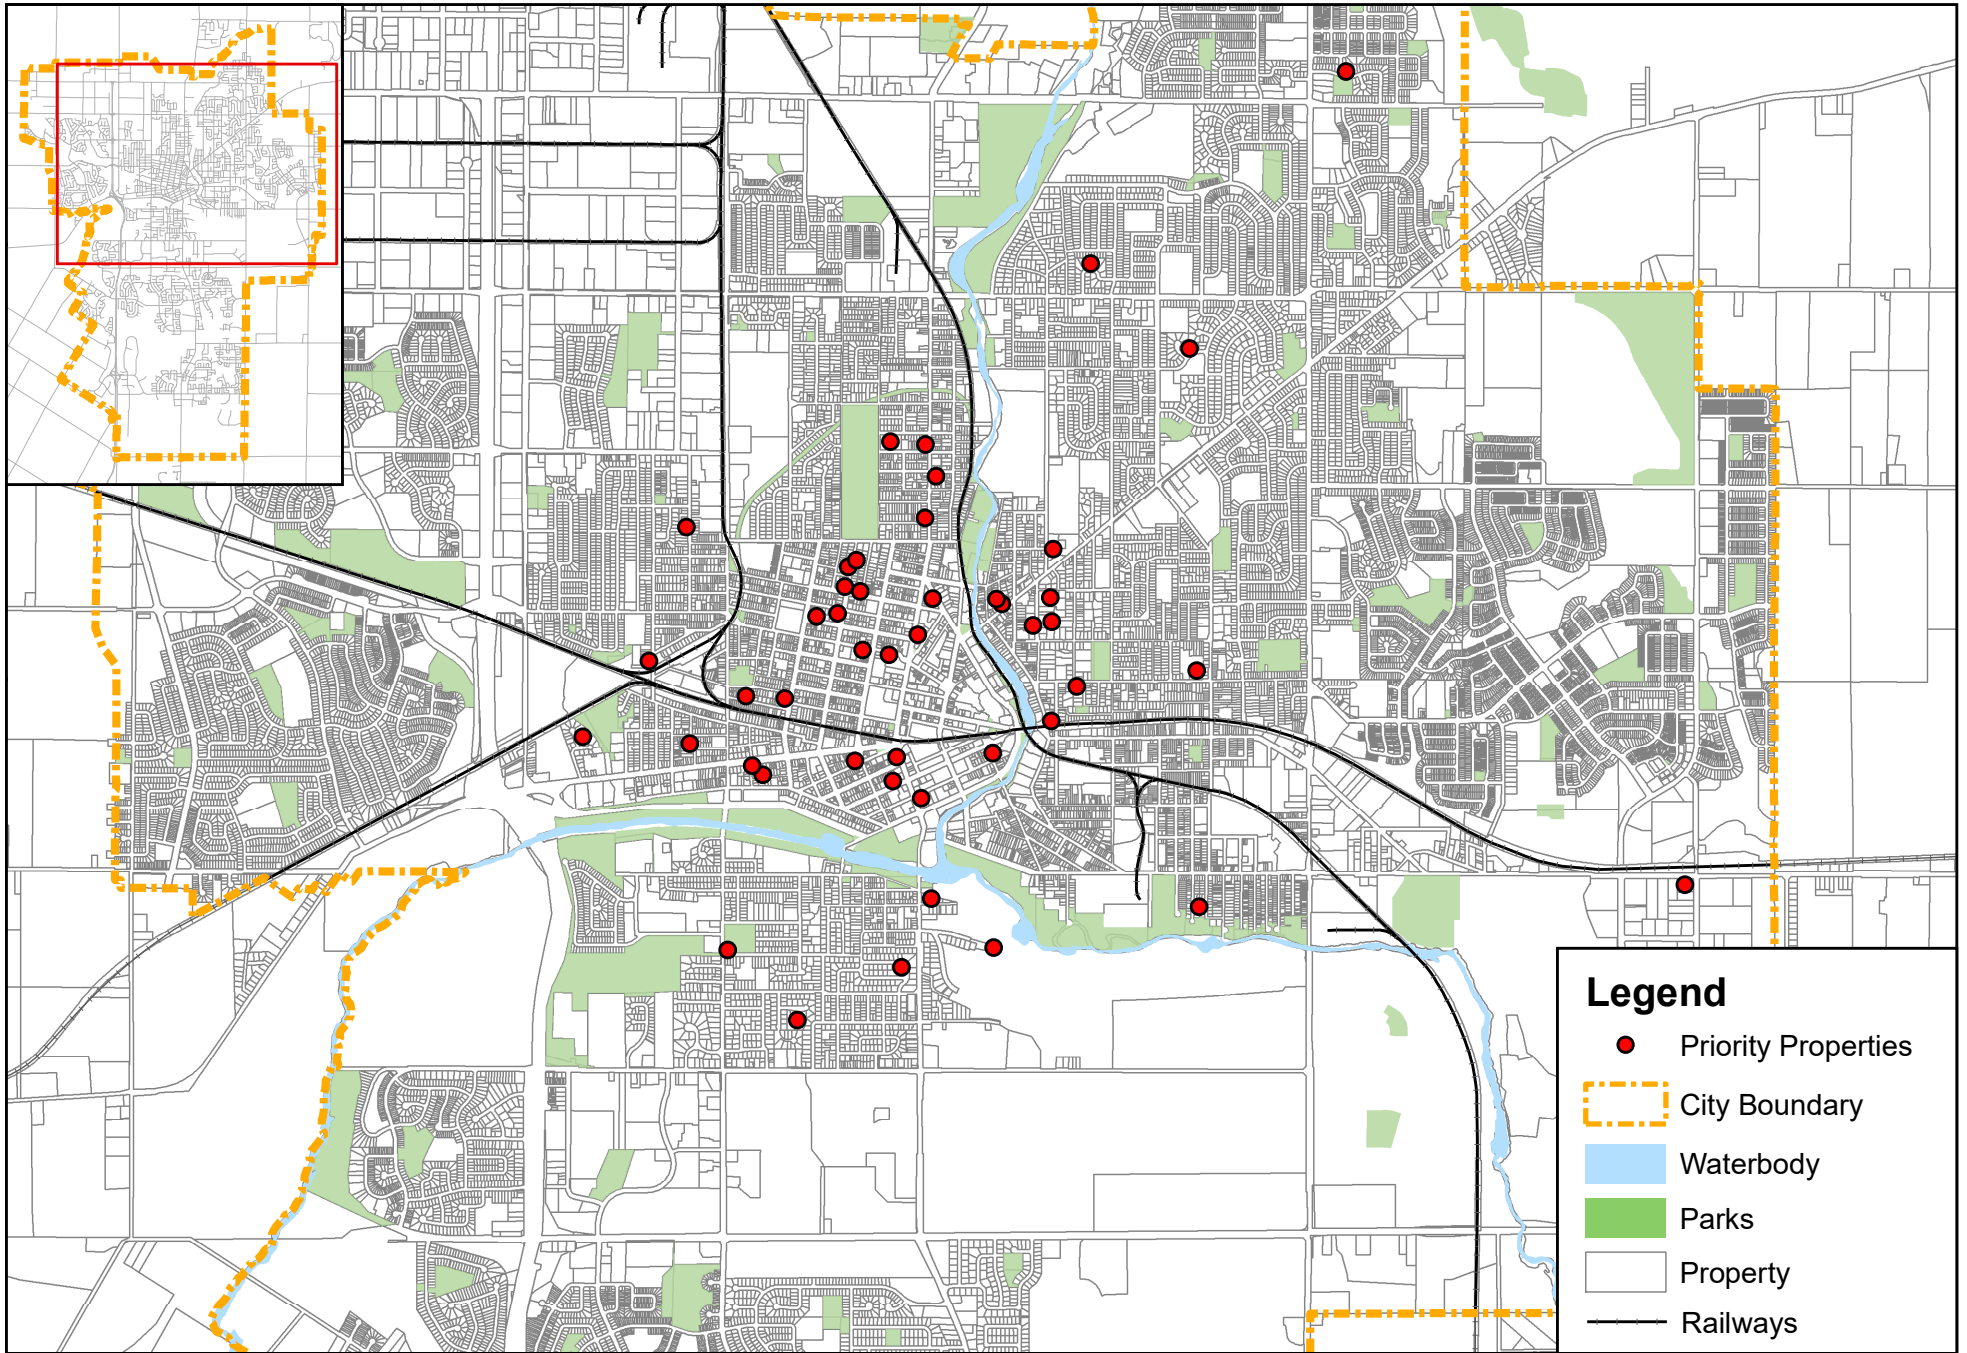 Legend
Priority Properties
City Boundary
Waterbody
Parks
Property
Railways